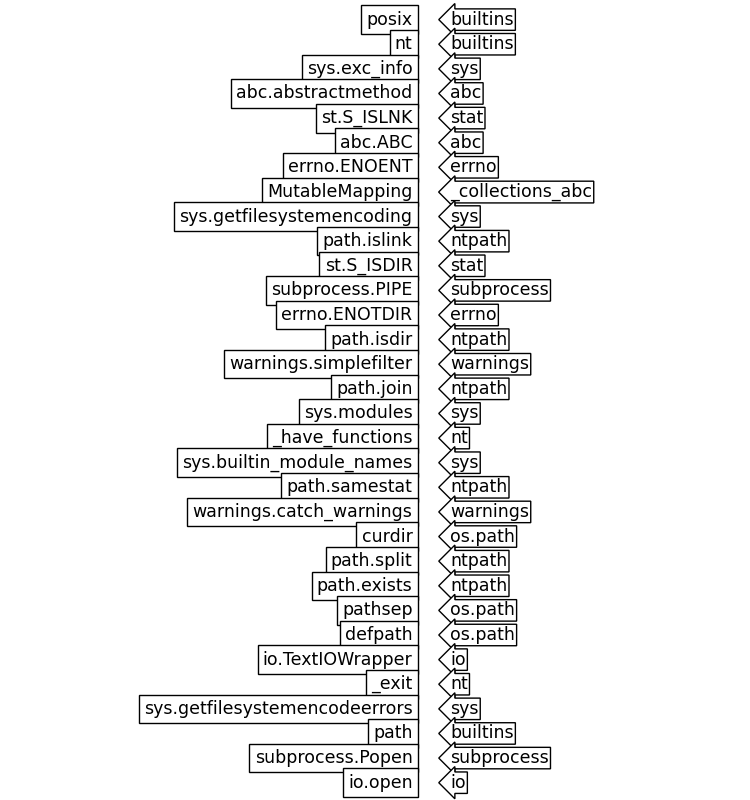 posix builtins
nt builtins
sys.exc_info sys
abc.abstractmethod abc
st.S_ISLNK stat
abc.ABC abc
errno.ENOENT errno
MutableMapping _collections_abc
sys.getfilesystemencoding sys
path.islink ntpath
st.S_ISDIR stat
subprocess.PIPE subprocess
errno.ENOTDIR errno
path.isdir ntpath
warnings.simplefilter warnings
path.join ntpath
sys.modules sys
_have_functions nt
sys.builtin_module_names sys
path.samestat ntpath
warnings.catch_warnings warnings
curdir os.path
path.split ntpath
path.exists ntpath
pathsep os.path
defpath os.path
io.TextIOWrapper io
_exit nt
sys.getfilesystemencodeerrors sys
path builtins
subprocess.Popen subprocess
io.open io